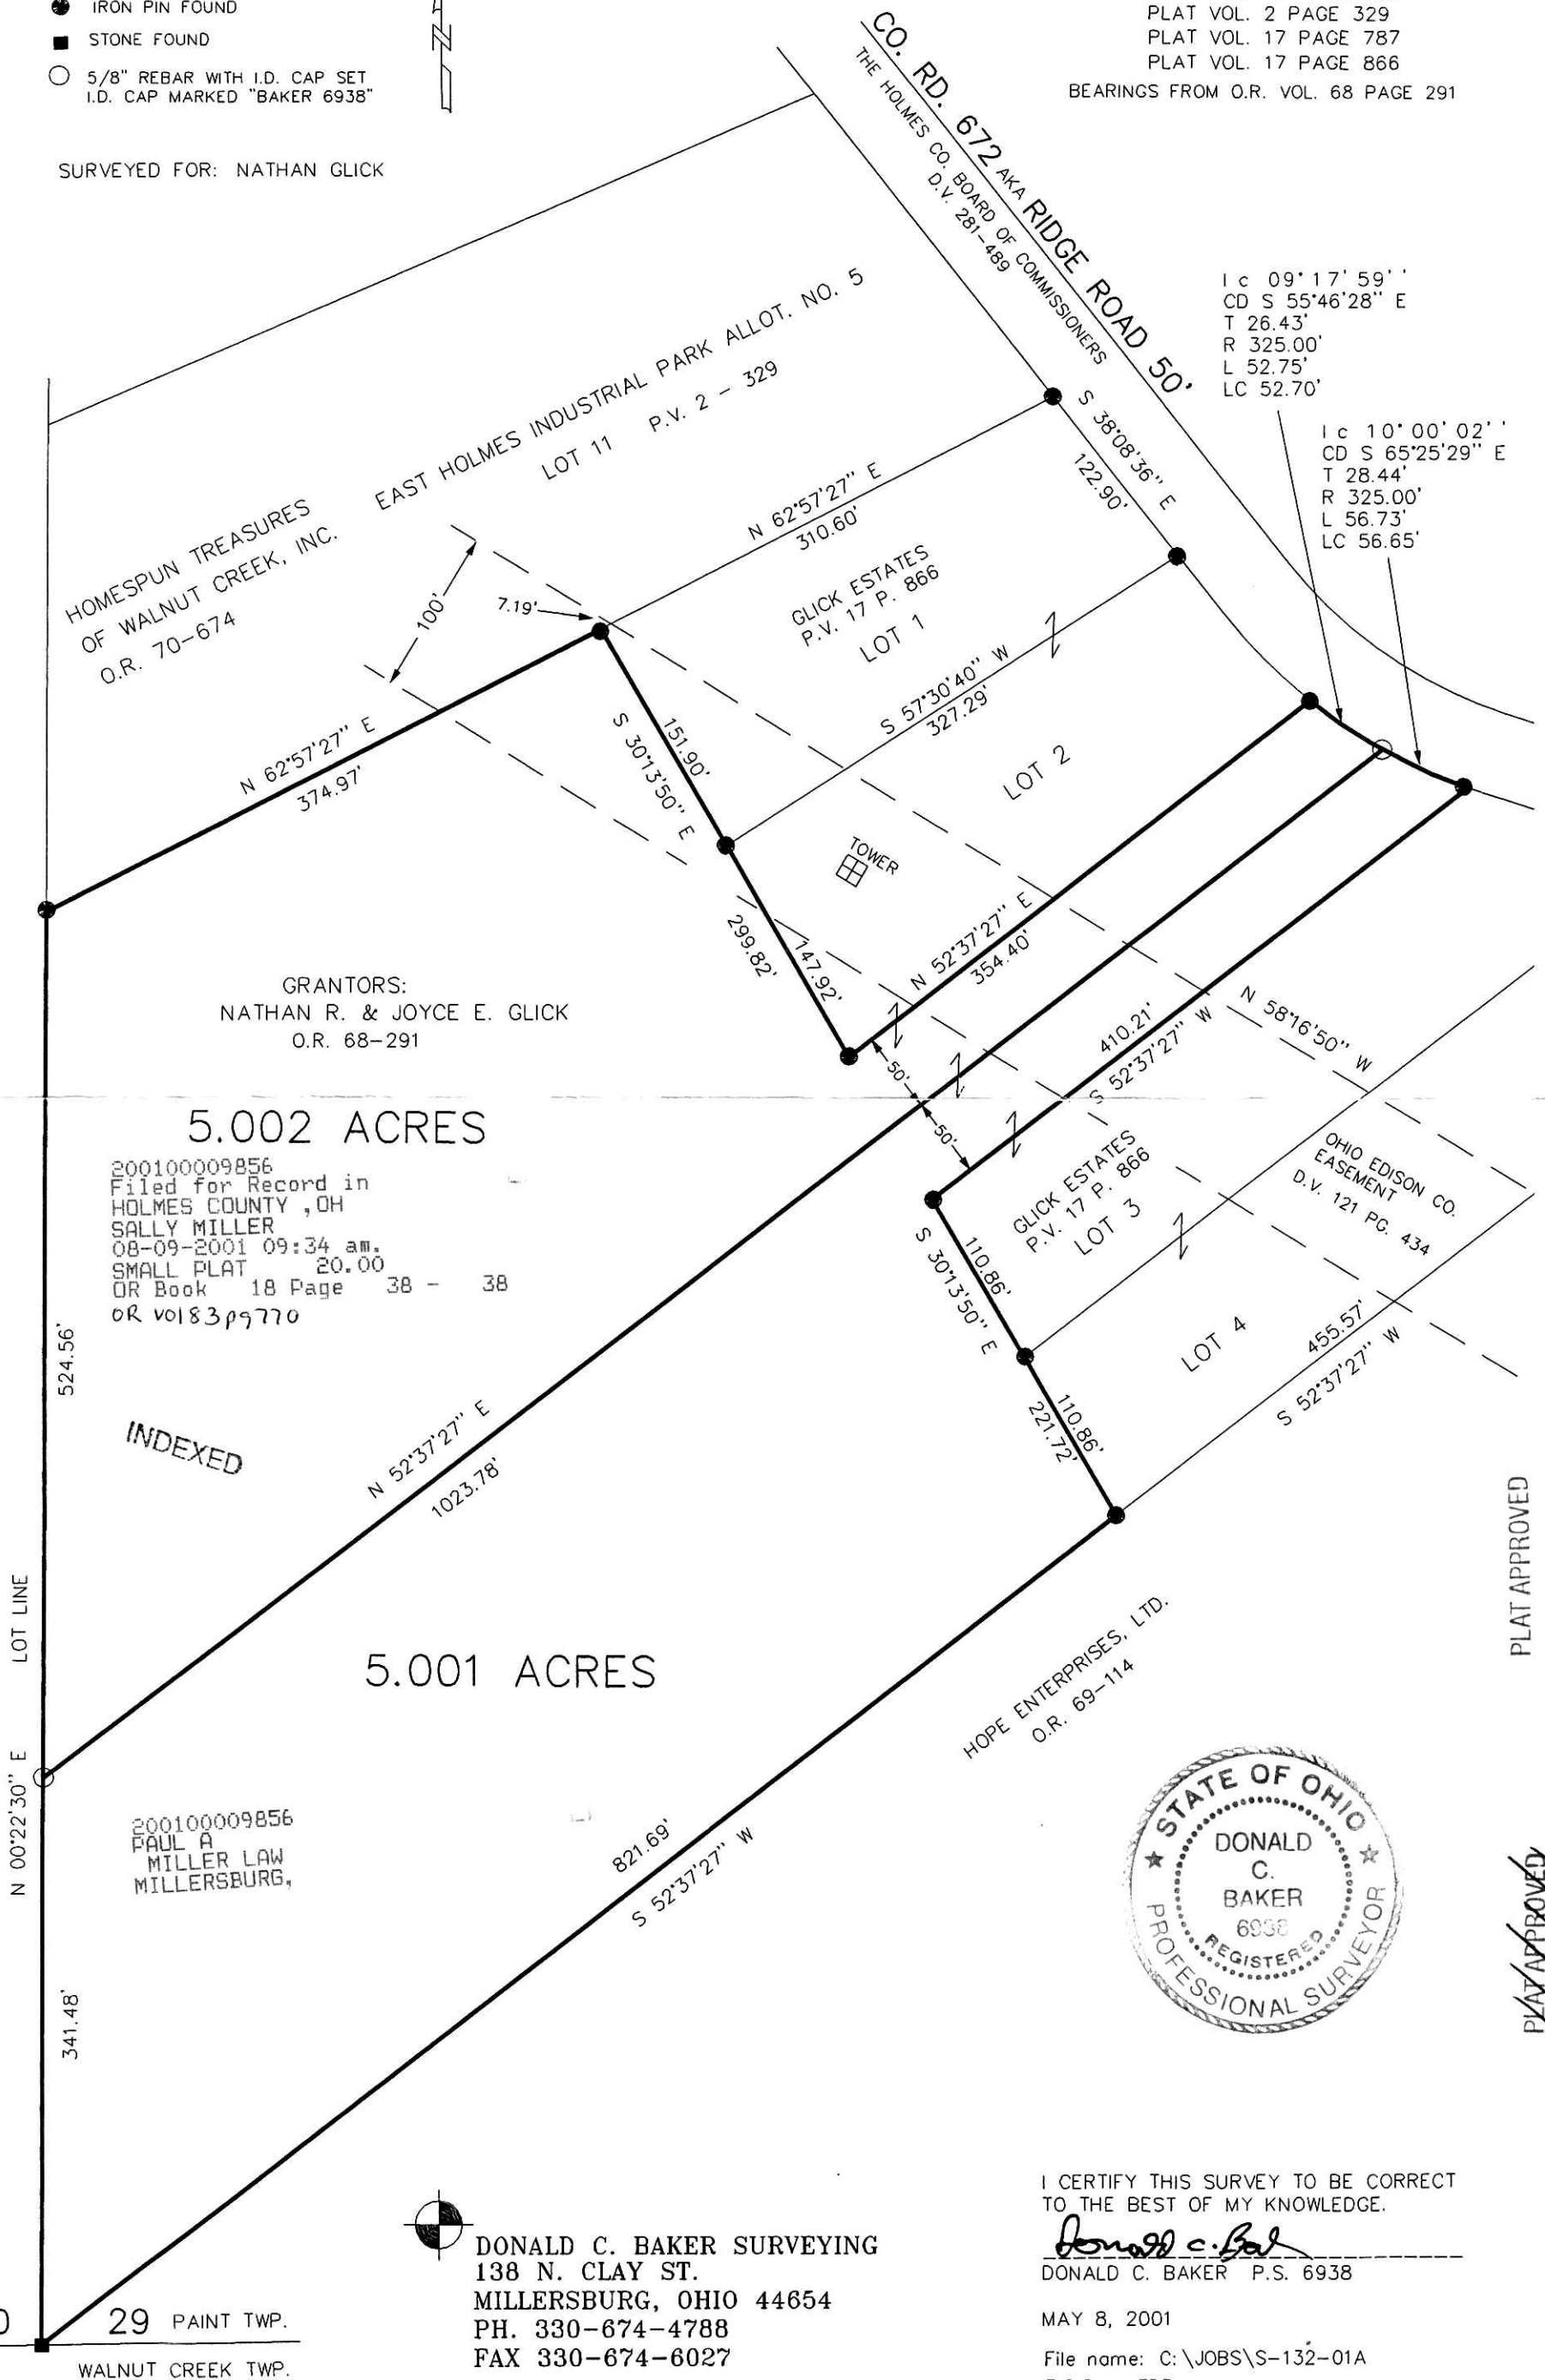 IRON PIN FOUND
STONE FOUND
5/8" REBAR WITH I.D. CAP SET
I.D. CAP MARKED "BAKER 6938"
SURVEYED FOR: NATHAN GLICK
PLAT VOL. 2 PAGE 329
PLAT VOL. 17 PAGE 787
PLAT VOL. 17 PAGE 866
BEARINGS FROM O.R. VOL. 68 PAGE 291
CO. RD. 672 AKA RIDGE ROAD 50'
THE HOLMES CO. BOARD OF COMMISSIONERS
D.V. 281-489
I c 09°17'59''
CD S 55°46'28" E
T 26.43'
R 325.00'
L 52.75'
LC 52.70'
I c 10°00'02''
CD S 65°25'29" E
T 28.44'
R 325.00'
L 56.73'
LC 56.65'
EAST HOLMES INDUSTRIAL PARK ALLOT. NO. 5
LOT 11 P.V. 2 - 329
HOMESPUN TREASURES
OF WALNUT CREEK, INC.
O.R. 70-674
S 38°08'36" E
122.90'
N 62°57'27" E
310.60'
100'
7.19'
GLICK ESTATES
P.V. 17 P. 866
LOT 1
S 57°30'40" W
327.29'
N 62°57'27" E
374.97'
151.90'
S 30°13'50" E
LOT 2
TOWER
299.82'
147.92'
N 52°37'27" E
354.40'
410.21'
S 52°37'27" W
N 58°16'50" W
GRANTORS:
NATHAN R. & JOYCE E. GLICK
O.R. 68-291
50'
50'
5.002 ACRES
200100009856
Filed for Record in
HOLMES COUNTY ,OH
SALLY MILLER
08-09-2001 09:34 am.
SMALL PLAT 20.00
OR Book 18 Page 38 - 38
OR vol83pg770
GLICK ESTATES
P.V. 17 P. 866
LOT 3
OHIO EDISON CO.
EASEMENT
D.V. 121 PG. 434
110.86'
S 30°13'50" E
LOT 4
455.57'
S 52°37'27" W
110.86'
221.72'
524.56'
INDEXED
N 52°37'27" E
1023.78'
PLAT APPROVED
LOT LINE
N 00°22'30" E
5.001 ACRES
HOPE ENTERPRISES, LTD.
O.R. 69-114
200100009856
PAUL A
MILLER LAW
MILLERSBURG,
821.69'
S 52°37'27" W
STATE OF OHIO
DONALD
C.
BAKER
6938
REGISTERED
PROFESSIONAL SURVEYOR
PLAT APPROVED
341.48'
29 PAINT TWP.
WALNUT CREEK TWP.
DONALD C. BAKER SURVEYING
138 N. CLAY ST.
MILLERSBURG, OHIO 44654
PH. 330-674-4788
FAX 330-674-6027
I CERTIFY THIS SURVEY TO BE CORRECT
TO THE BEST OF MY KNOWLEDGE.
Donald C. Bak
DONALD C. BAKER P.S. 6938
MAY 8, 2001
File name: C:\JOBS\S-132-01A